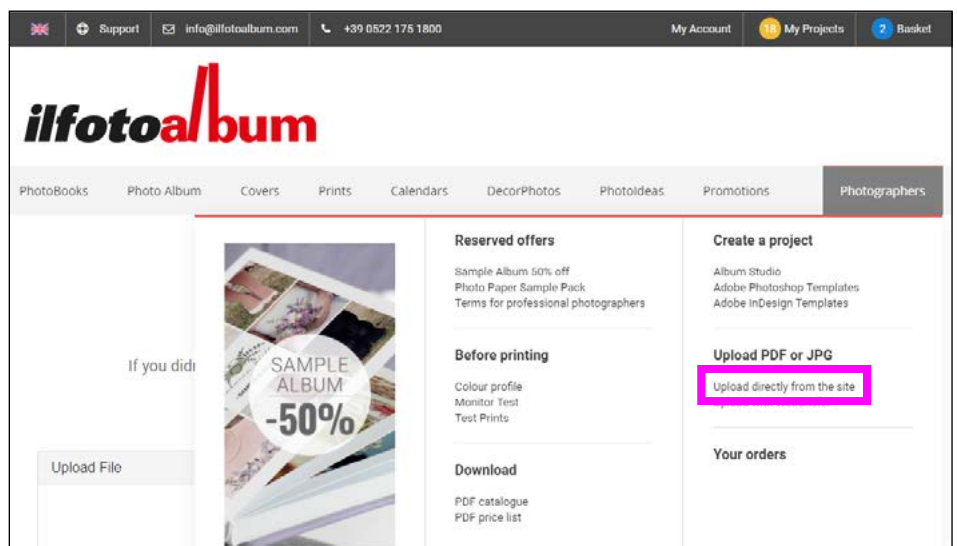 Support info@ilfotoalbum.com +39 0522 175 1800 My Account 18 My Projects 2 Basket
ilfotoalbum
PhotoBooks Photo Album Covers Prints Calendars DecorPhotos PhotoIdeas Promotions Photographers
If you didn
Upload File
SAMPLE
ALBUM
-50%
Reserved offers
Sample Album 50% off
Photo Paper Sample Pack
Terms for professional photographers
Before printing
Colour profile
Monitor Test
Test Prints
Download
PDF catalogue
PDF price list
Create a project
Album Studio
Adobe Photoshop Templates
Adobe InDesign Templates
Upload PDF or JPG
Upload directly from the site
Your orders